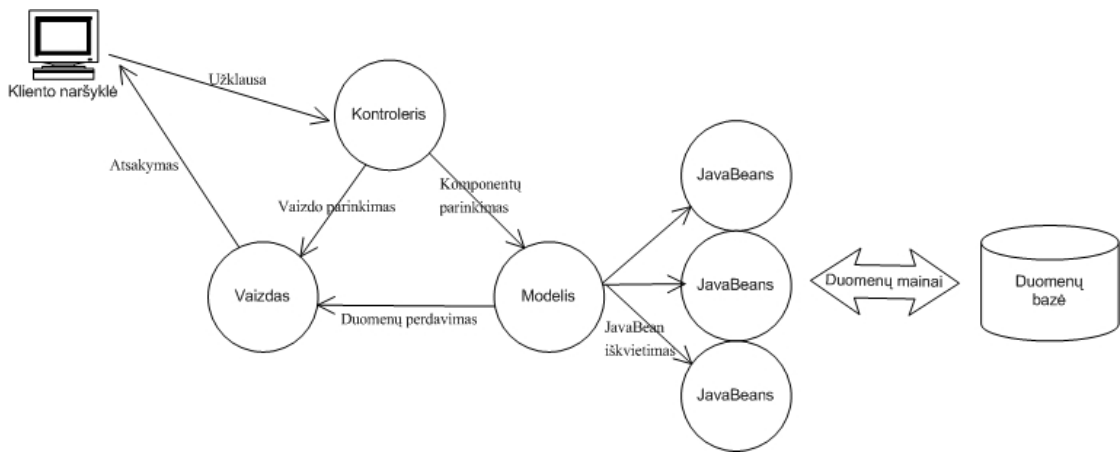 Kliento naršyklė
Užklausa
Kontroleris
Atsakymas
Vaizdo parinkimas
Komponentų
parinkimas
JavaBeans
Vaizdas
Duomenų perdavimas
Modelis
JavaBean
iškvietimas
JavaBeans
JavaBeans
Duomenų mainai
Duomenų
bazė